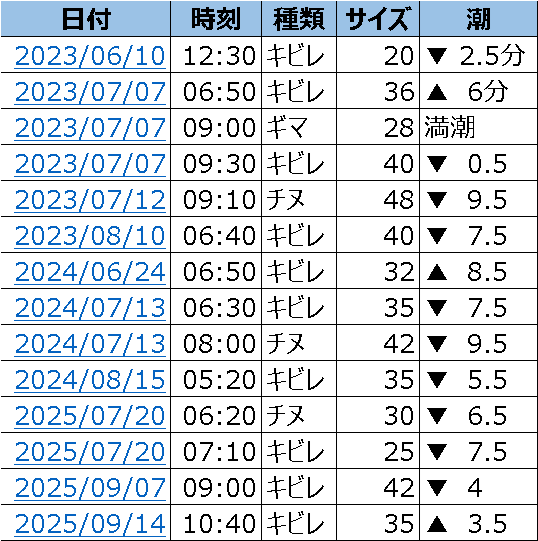 日付 時刻 種類 サイズ 潮
2023/06/10 12:30 ｷビレ 20 ▼ 2.5分
2023/07/07 06:50 ｷビレ 36 ▲ 6分
2023/07/07 09:00 ギマ 28 満潮
2023/07/07 09:30 ｷビレ 40 ▼ 0.5
2023/07/12 09:10 チヌ 48 ▼ 9.5
2023/08/10 06:40 ｷビレ 40 ▼ 7.5
2024/06/24 06:50 ｷビレ 32 ▲ 8.5
2024/07/13 06:30 ｷビレ 35 ▼ 7.5
2024/07/13 08:00 チヌ 42 ▼ 9.5
2024/08/15 05:20 ｷビレ 35 ▼ 5.5
2025/07/20 06:20 チヌ 30 ▼ 6.5
2025/07/20 07:10 ｷビレ 25 ▼ 7.5
2025/09/07 09:00 ｷビレ 42 ▼ 4
2025/09/14 10:40 ｷビレ 35 ▲ 3.5